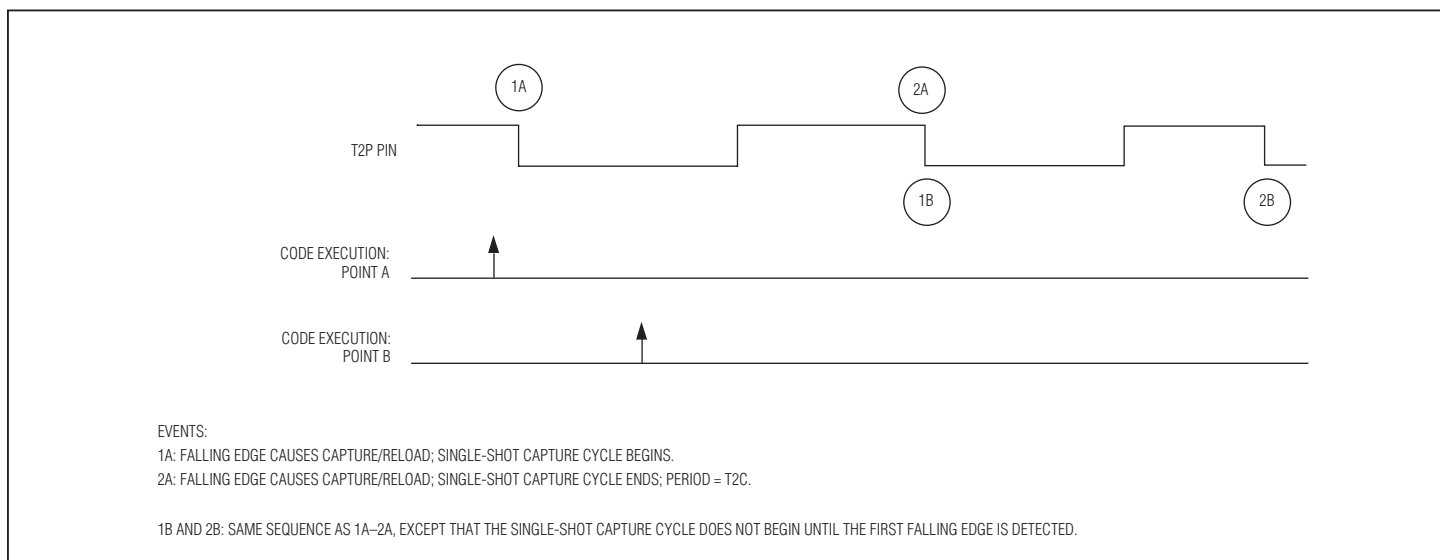 1A
2A
T2P PIN
1B
2B
CODE EXECUTION:
POINT A
CODE EXECUTION:
POINT B
EVENTS:
1A: FALLING EDGE CAUSES CAPTURE/RELOAD; SINGLE-SHOT CAPTURE CYCLE BEGINS.
2A: FALLING EDGE CAUSES CAPTURE/RELOAD; SINGLE-SHOT CAPTURE CYCLE ENDS; PERIOD = T2C.
1B AND 2B: SAME SEQUENCE AS 1A–2A, EXCEPT THAT THE SINGLE-SHOT CAPTURE CYCLE DOES NOT BEGIN UNTIL THE FIRST FALLING EDGE IS DETECTED.